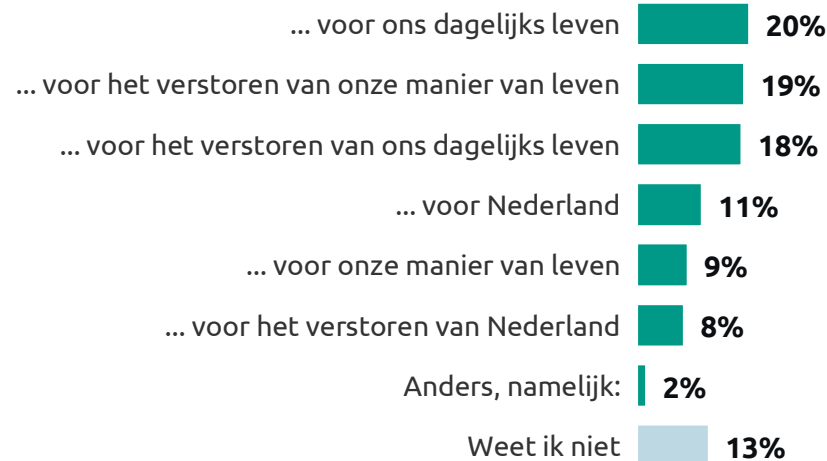 ... voor ons dagelijks leven 20%
... voor het verstoren van onze manier van leven 19%
... voor het verstoren van ons dagelijks leven 18%
... voor Nederland 11%
... voor onze manier van leven 9%
... voor het verstoren van Nederland 8%
Anders, namelijk: 2%
Weet ik niet 13%